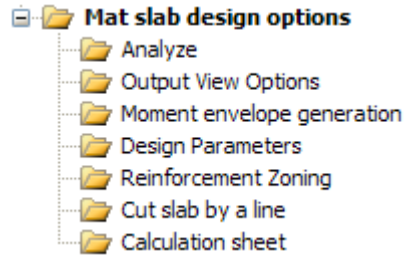 Mat slab design options
Analyze
Output View Options
Moment envelope generation
Design Parameters
Reinforcement Zoning
Cut slab by a line
Calculation sheet